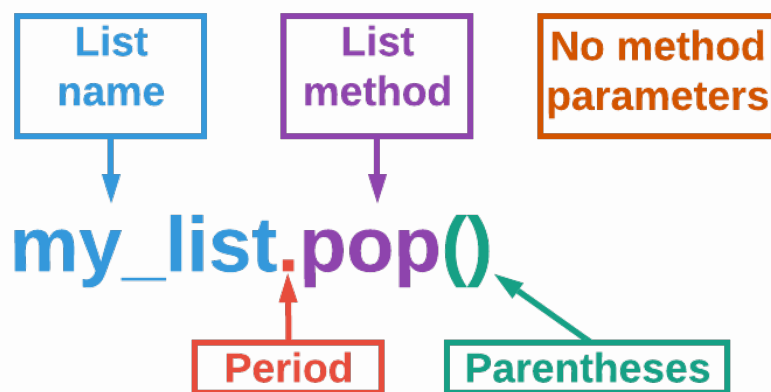 List
name
List
method
No method
parameters
my_list.pop()
Period
Parentheses